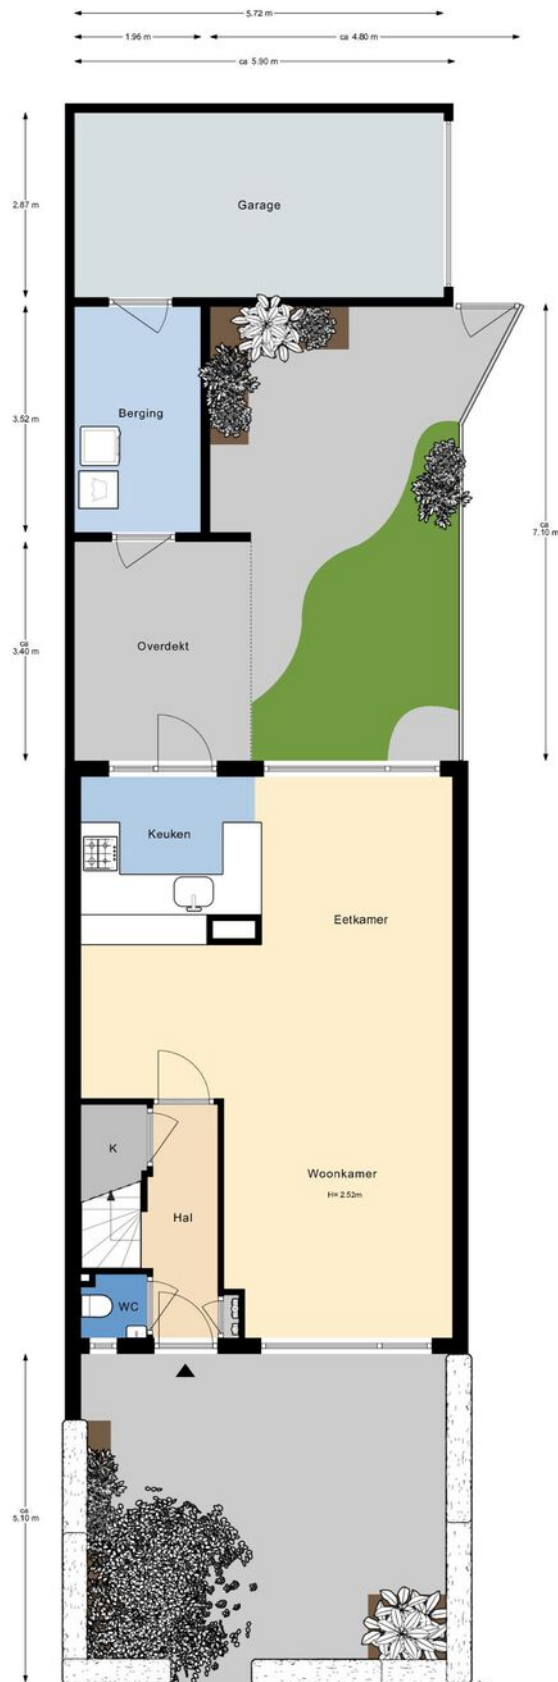 5.72 m
1.96 m
ca 4.80 m
ca 5.90 m
2.87 m
Garage
3.52 m
Berging
ca
7.10 m
ca
3.40 m
Overdekt
Keuken
Eetkamer
K
Woonkamer
H= 2.52m
Hal
WC
ca
5.10 m